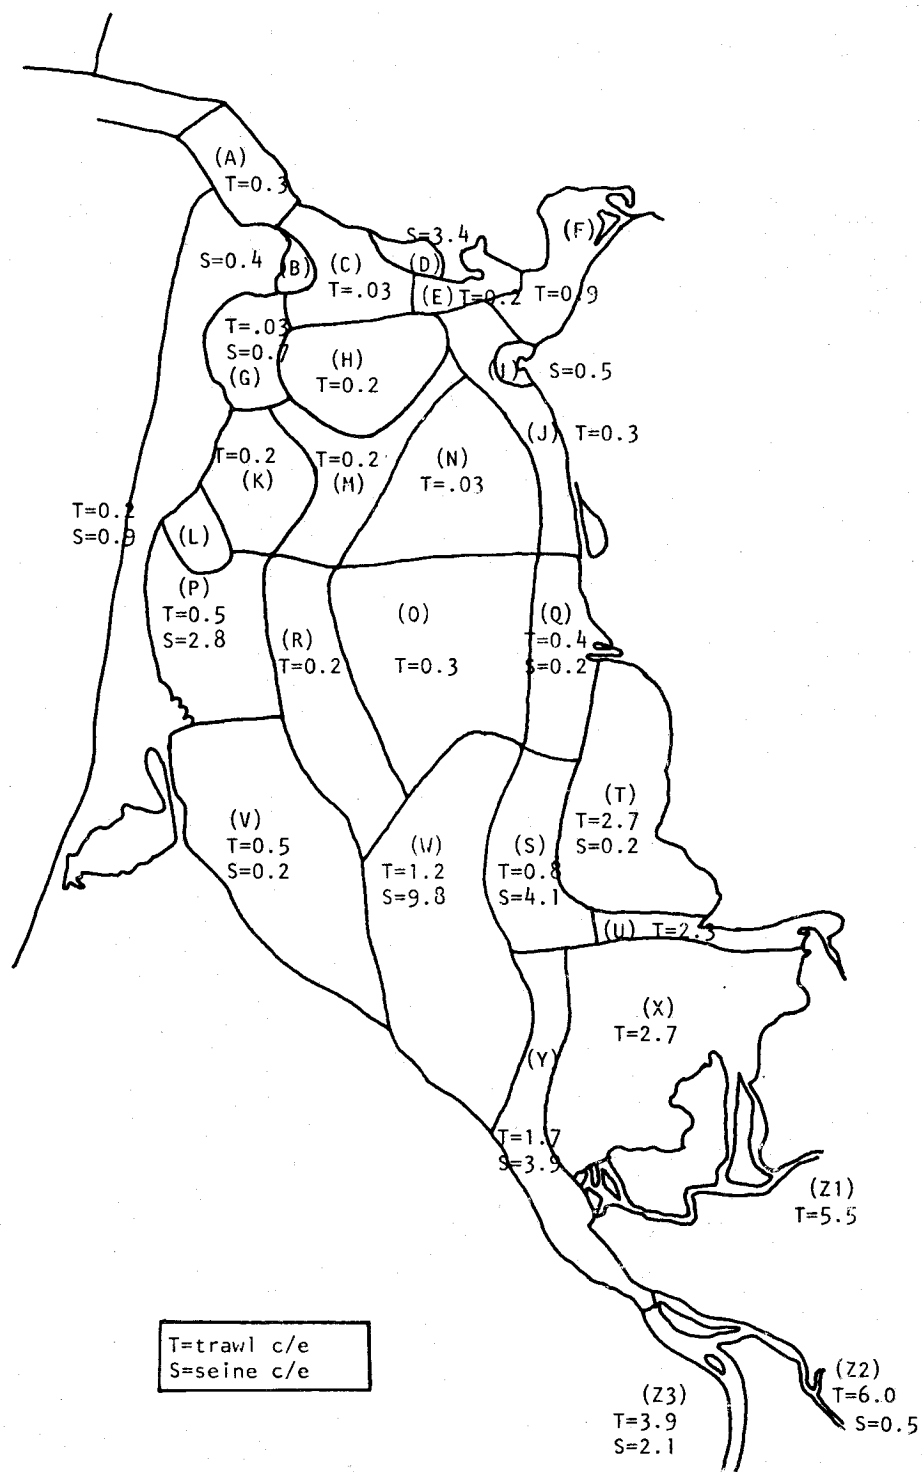 (A)
T=0.3
S=3.4
(F)
S=0.4
(B)
(C)
(D)
T=.03
(E) T=0.2
T=0.9
T=.03
S=0.7
(G)
(H)
T=0.2
(I)
S=0.5
(J) T=0.3
T=0.2
(K)
T=0.2
(M)
(N)
T=.03
T=0.2
S=0.9
(L)
(P)
T=0.5
S=2.8
(R)
T=0.2
(O)
T=0.3
(Q)
T=0.4
S=0.2
(V)
T=0.5
S=0.2
(W)
T=1.2
S=9.8
(S)
T=0.8
S=4.1
(T)
T=2.7
S=0.2
(U) T=2.3
(X)
T=2.7
(Y)
T=1.7
S=3.9
(Z1)
T=5.5
T=trawl c/e
S=seine c/e
(Z2)
T=6.0
S=0.5
(Z3)
T=3.9
S=2.1